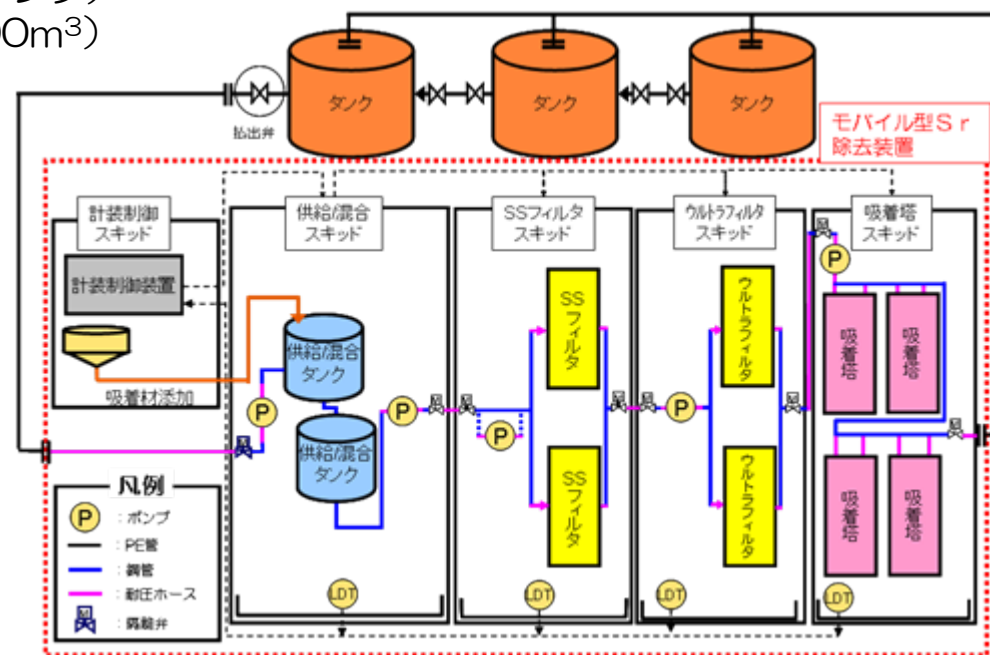 00m³)
タンク
タンク
タンク
払出弁
モバイル型Sr
除去装置
計装制御
スキッド
供給/混合
スキッド
SSフィルタ
スキッド
ウルトラフィルタ
スキッド
吸着塔
スキッド
計装制御装置
吸着材添加
供給/混合
タンク
供給/混合
タンク
P
P
P
P
P
SS
フィルタ
SS
フィルタ
ウルトラフィルタ
ウルトラフィルタ
吸着塔
吸着塔
吸着塔
吸着塔
M
M
M
M
M
M
M
LDT
LDT
LDT
LDT
凡例
P
:ポンプ
:PE管
:鋼管
:耐圧ホース
M
:隔離弁